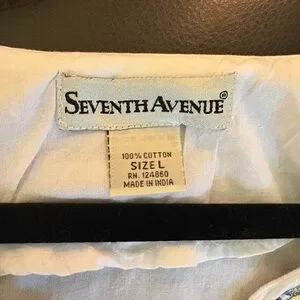 SEVENTH AVENUE®
100% COTTON
SIZE L
RN. 124860
MADE IN INDIA